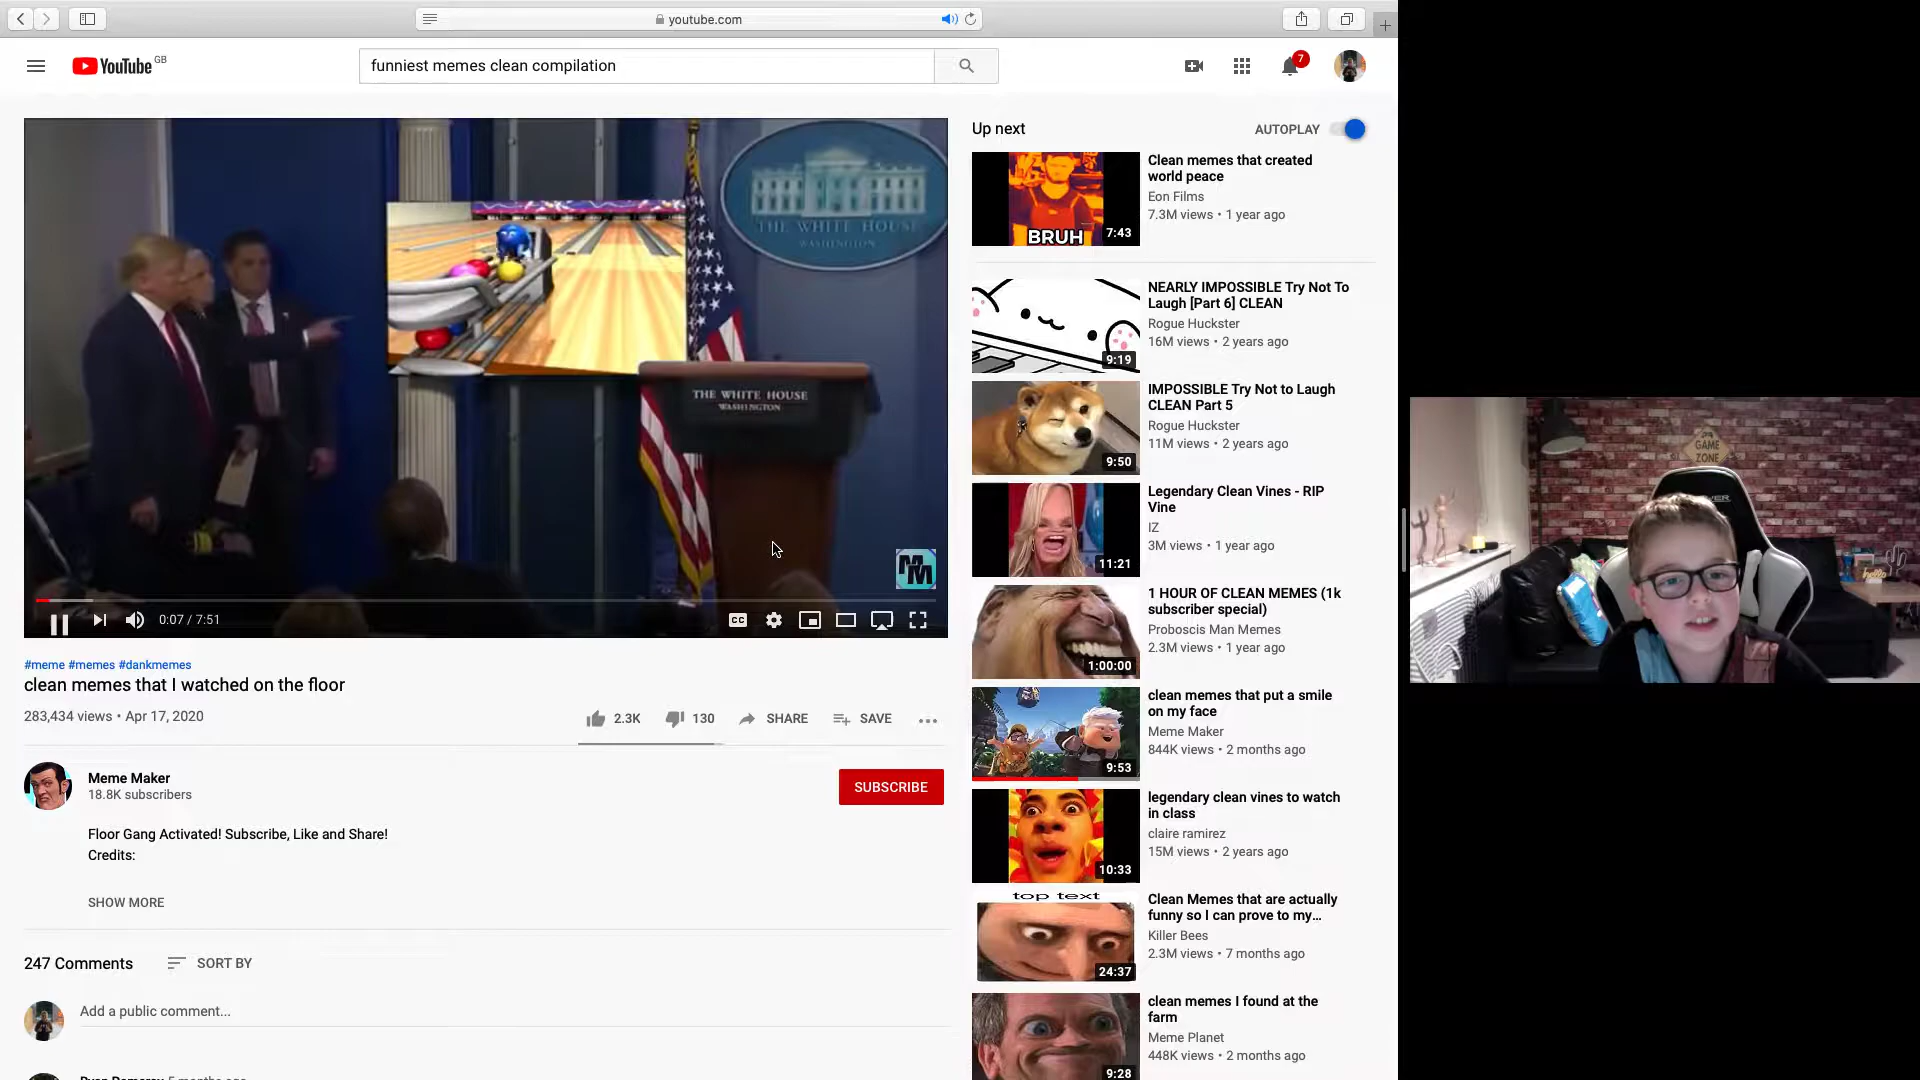 youtube.com
YouTube GB
funniest memes clean compilation
7
THE WHITE HOUSE
WASHINGTON
THE WHITE HOUSE
WASHINGTON
MM
0:07 / 7:51
CC
#meme #memes #dankmemes
clean memes that I watched on the floor
283,434 views • Apr 17, 2020
2.3K
130
SHARE
SAVE
Meme Maker
18.8K subscribers
SUBSCRIBE
Floor Gang Activated! Subscribe, Like and Share!
Credits:
SHOW MORE
247 Comments
SORT BY
Add a public comment...
Up next
AUTOPLAY
BRUH
7:43
Clean memes that created
world peace
Eon Films
7.3M views • 1 year ago
9:19
NEARLY IMPOSSIBLE Try Not To
Laugh [Part 6] CLEAN
Rogue Huckster
16M views • 2 years ago
9:50
IMPOSSIBLE Try Not to Laugh
CLEAN Part 5
Rogue Huckster
11M views • 2 years ago
11:21
Legendary Clean Vines - RIP
Vine
IZ
3M views • 1 year ago
1:00:00
1 HOUR OF CLEAN MEMES (1k
subscriber special)
Proboscis Man Memes
2.3M views • 1 year ago
9:53
clean memes that put a smile
on my face
Meme Maker
844K views • 2 months ago
10:33
legendary clean vines to watch
in class
claire ramirez
15M views • 2 years ago
top text
24:37
Clean Memes that are actually
funny so I can prove to my...
Killer Bees
2.3M views • 7 months ago
9:28
clean memes I found at the
farm
Meme Planet
448K views • 2 months ago
GAME
ZONE
hello